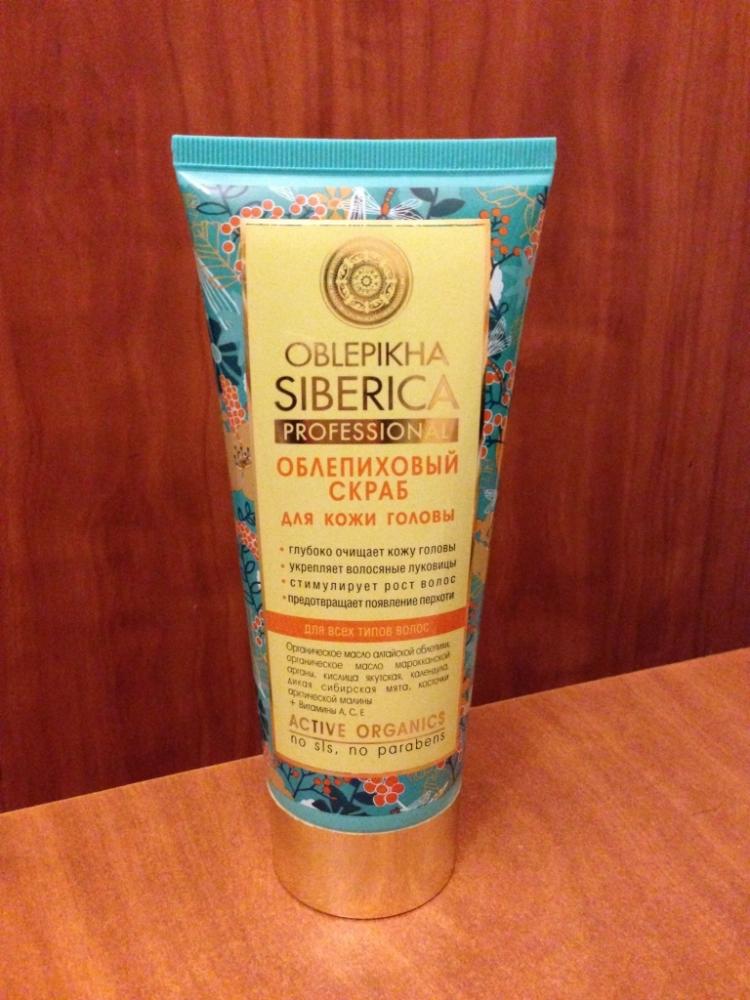 OBLEPIKHA
SIBERICA
PROFESSIONAL
ОБЛЕПИХОВЫЙ
СКРАБ
ДЛЯ КОЖИ ГОЛОВЫ
• глубоко очищает кожу головы
• укрепляет волосяные луковицы
• стимулирует рост волос
• предотвращает появление перхоти
ДЛЯ ВСЕХ ТИПОВ ВОЛОС
Органическое масло алтайской облепихи,
органическое масло марокканской
арганы, кислица якутская, календула,
дикая сибирская мята, косточки
арктической малины
+ Витамины А, С, Е
ACTIVE ORGANICS
no sls, no parabens